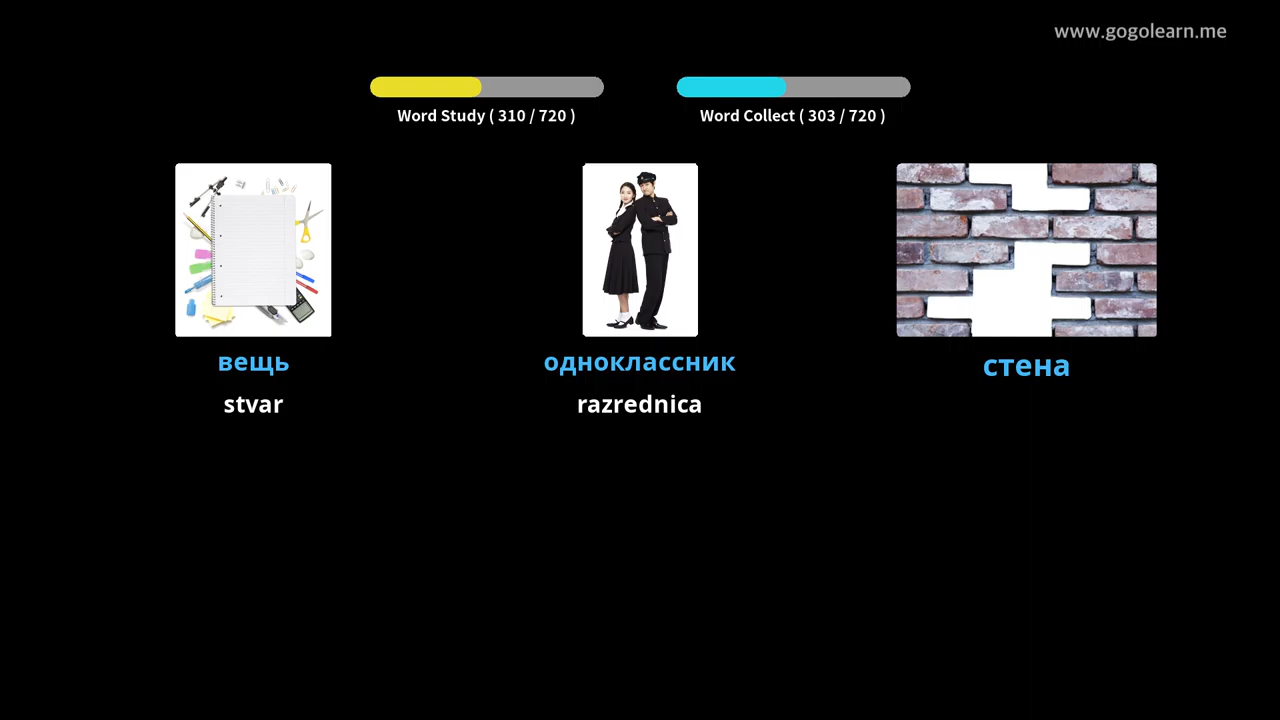 www.gogolearn.me
Word Study ( 310 / 720 )
Word Collect ( 303 / 720 )
вещь
одноклассник
стена
stvar
razrednica